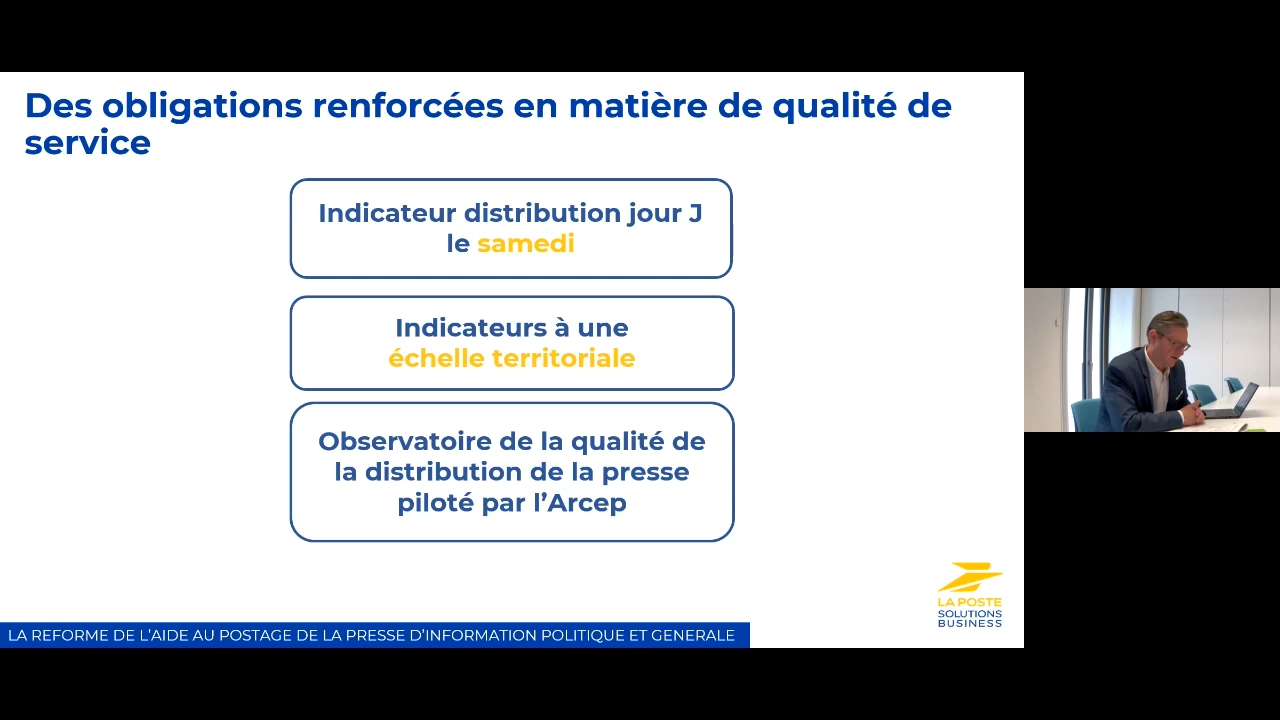 Des obligations renforcées en matière de qualité de
service
Indicateur distribution jour J
le samedi
Indicateurs à une
échelle territoriale
Observatoire de la qualité de
la distribution de la presse
piloté par l’Arcep
LA POSTE
SOLUTIONS
BUSINESS
LA REFORME DE L’AIDE AU POSTAGE DE LA PRESSE D’INFORMATION POLITIQUE ET GENERALE